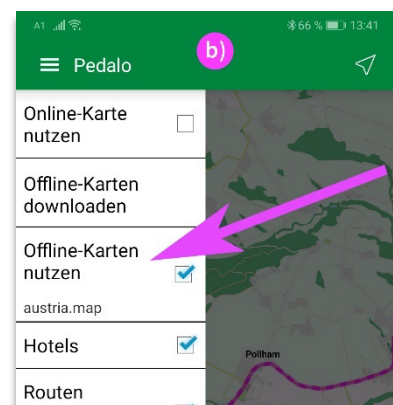 A1 66 % 13:41
b)
Pedalo
Online-Karte
nutzen
Offline-Karten
downloaden
Offline-Karten
nutzen
austria.map
Hotels
Pollham
Routen